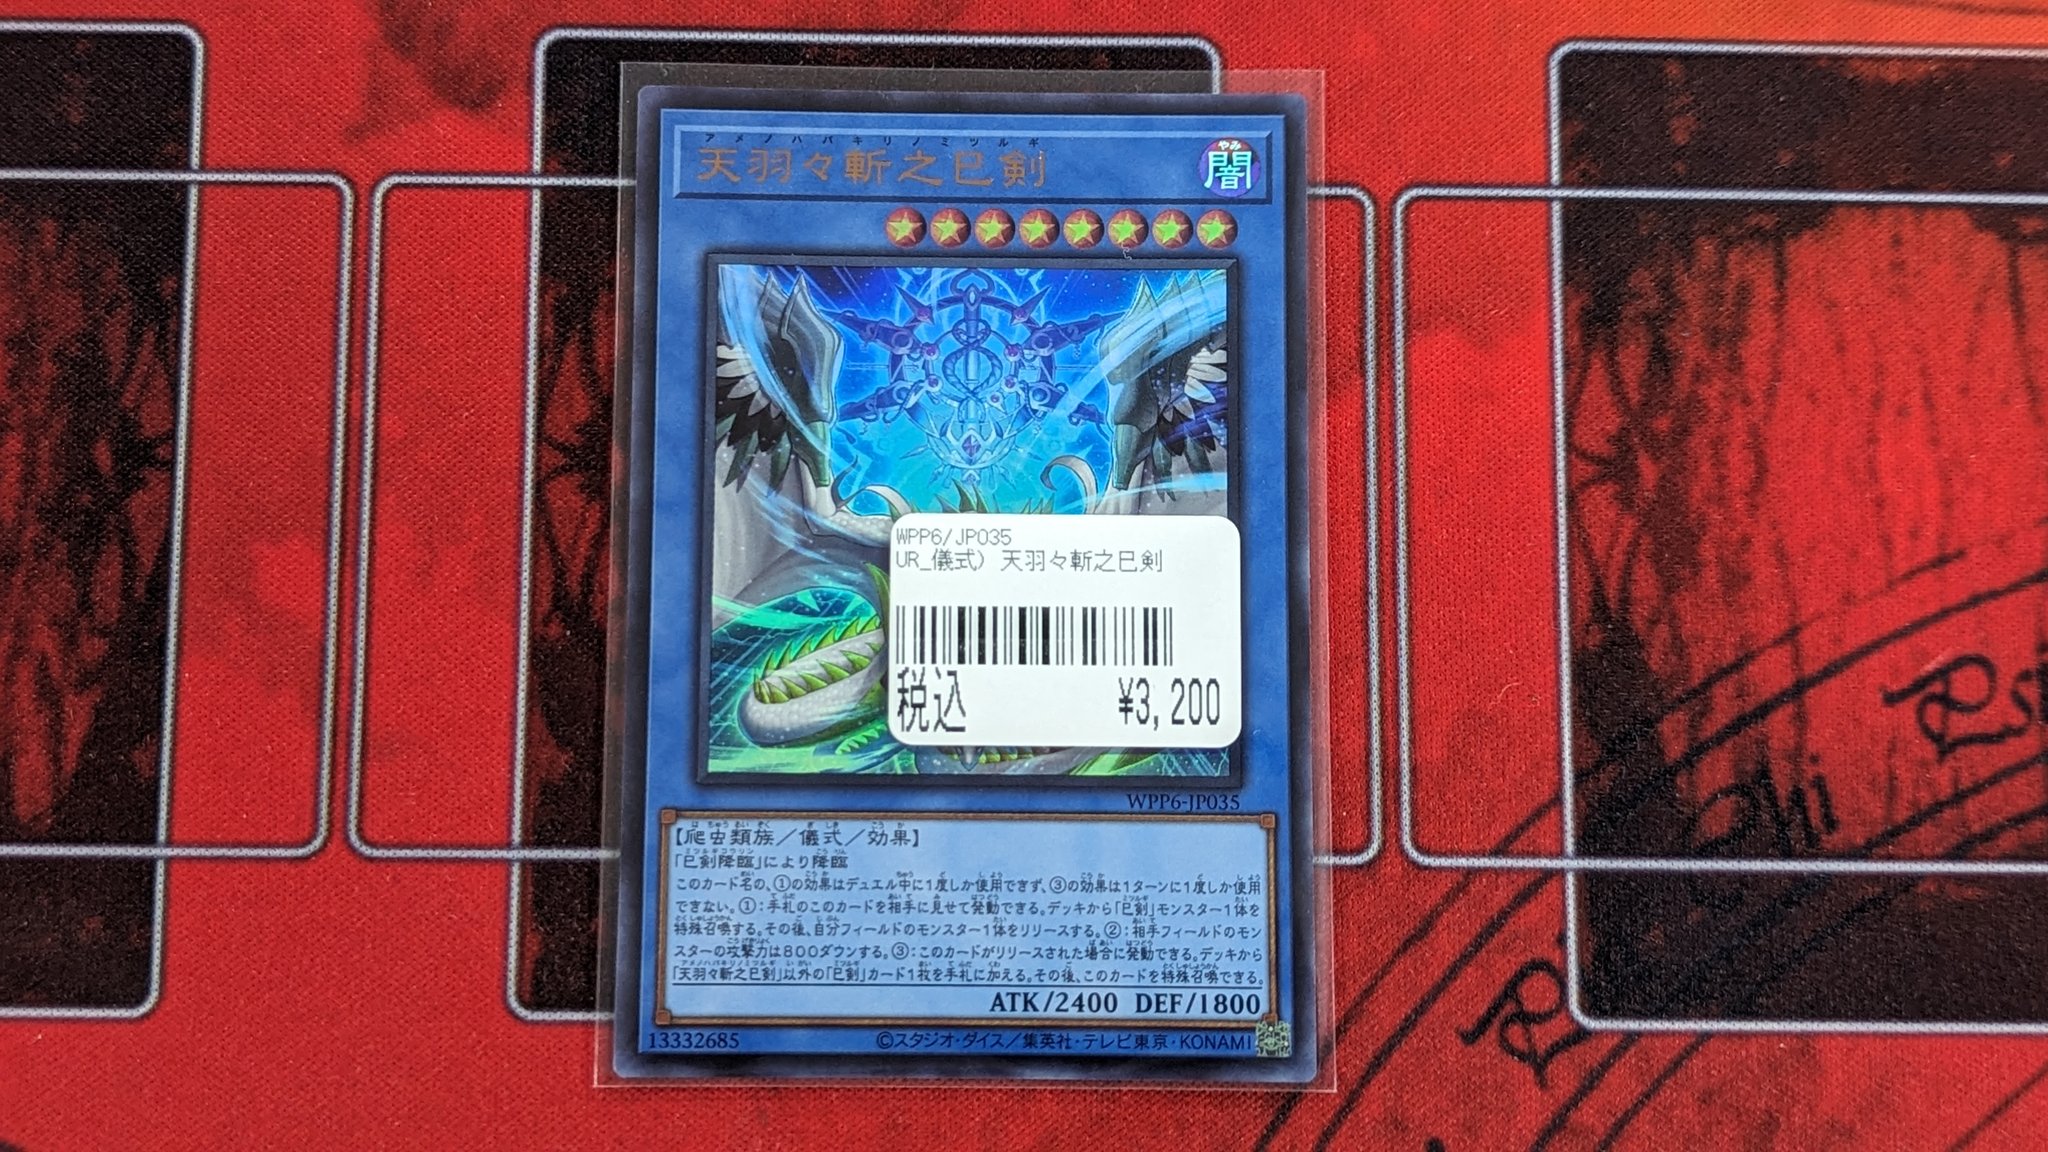 アメノハバキリノミツルギ
天羽々斬之巳剣
やみ
闇
WPP6/JP035
UR_儀式) 天羽々斬之巳剣
税込 ¥3,200
WPP6-JP035
【爬虫類族／儀式／効果】
「巳剣降臨」により降臨
このカード名の、①の効果はデュエル中に1度しか使用できず、③の効果は1ターンに1度しか使用
できない。①：手札のこのカードを相手に見せて発動できる。デッキから「巳剣」モンスター1体を
特殊召喚する。その後、自分フィールドのモンスター1体をリリースする。②：相手フィールドのモン
スターの攻撃力は800ダウンする。③：このカードがリリースされた場合に発動できる。デッキから
「天羽々斬之巳剣」以外の「巳剣」カード1枚を手札に加える。その後、このカードを特殊召喚できる。
ATK/2400 DEF/1800
13332685 ©スタジオ・ダイス／集英社・テレビ東京・KONAMI
Phi